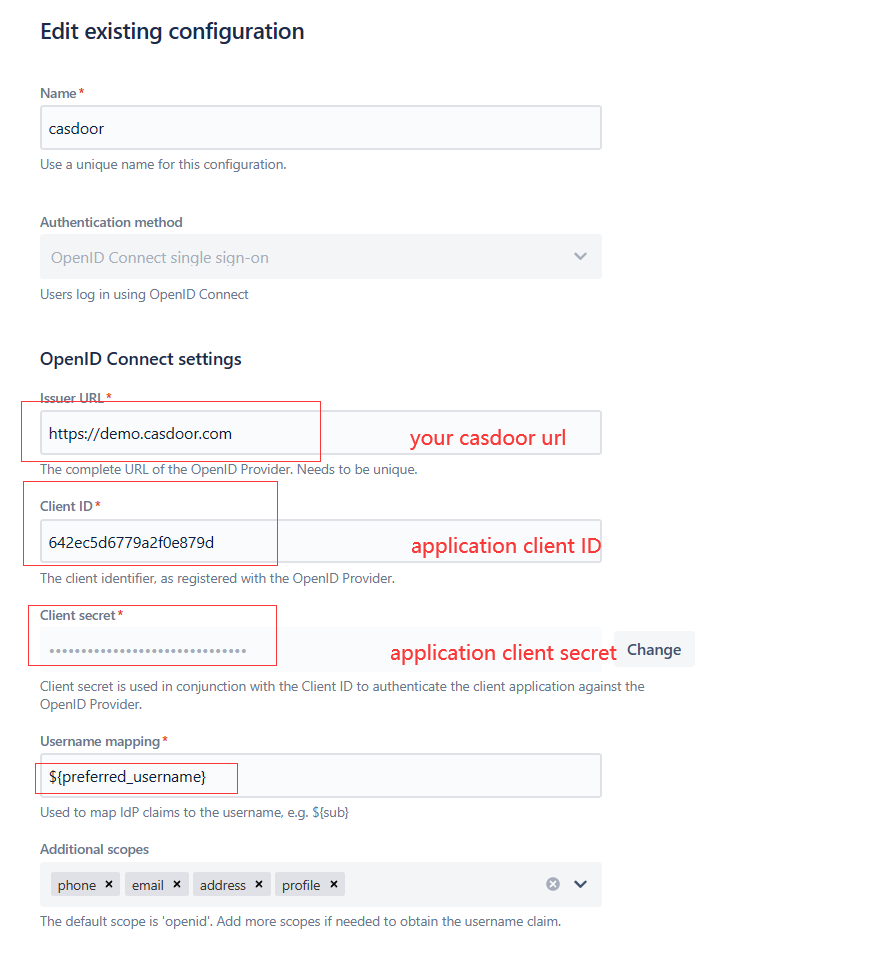 Edit existing configuration
Name*
casdoor
Use a unique name for this configuration.
Authentication method
OpenID Connect single sign-on
Users log in using OpenID Connect
OpenID Connect settings
Issuer URL*
https://demo.casdoor.com
your casdoor url
The complete URL of the OpenID Provider. Needs to be unique.
Client ID*
642ec5d6779a2f0e879d
application client ID
The client identifier, as registered with the OpenID Provider.
Client secret*
•••••••••••••••••••••••••••••••
application client secret
Change
Client secret is used in conjunction with the Client ID to authenticate the client application against the
OpenID Provider.
Username mapping*
${preferred_username}
Used to map IdP claims to the username, e.g. ${sub}
Additional scopes
phone × email × address × profile ×
The default scope is 'openid'. Add more scopes if needed to obtain the username claim.